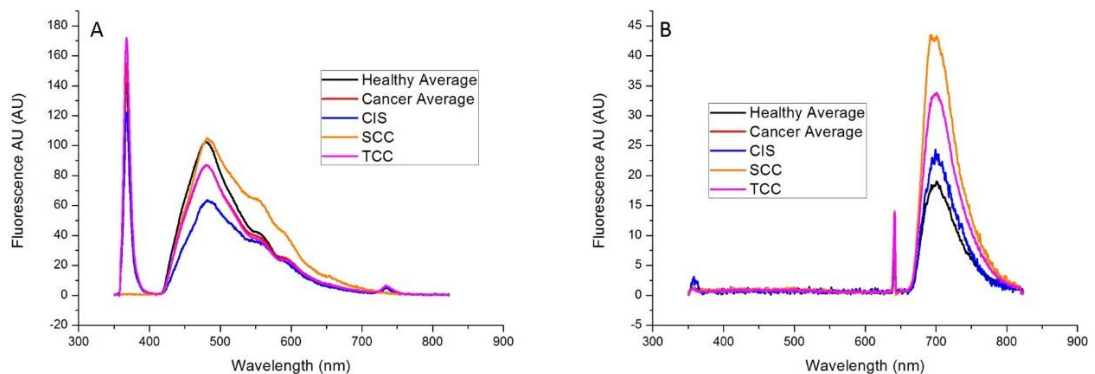 A
180
160
140
120
100
80
60
40
20
0
-20
Fluorescence AU (AU)
Healthy Average
Cancer Average
CIS
SCC
TCC
300 400 500 600 700 800 900
Wavelength (nm)
B
45
40
35
30
25
20
15
10
5
0
-5
Fluorescence AU (AU)
Healthy Average
Cancer Average
CIS
SCC
TCC
300 400 500 600 700 800 900
Wavelength (nm)